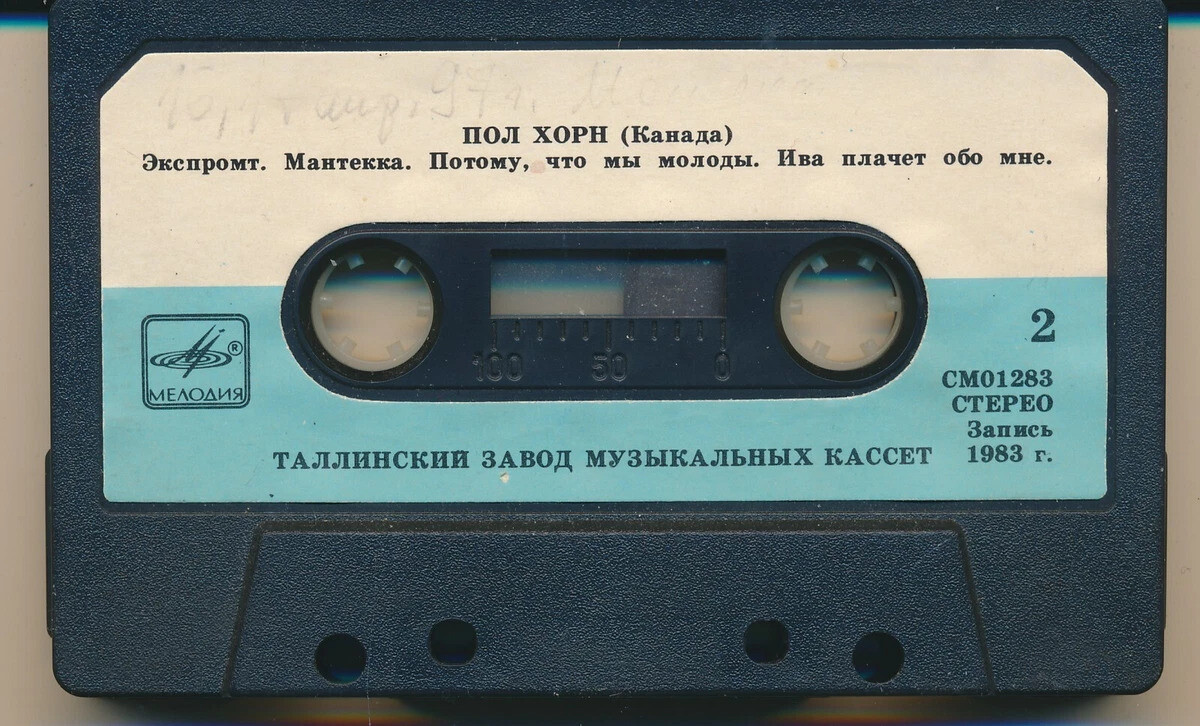 ПОЛ ХОРН (Канада)
Экспромт. Мантекка. Потому, что мы молоды. Ива плачет обо мне.
МЕЛОДИЯ ®
100 50 0
2
СМ01283
СТЕРЕО
Запись
1983 г.
ТАЛЛИНСКИЙ ЗАВОД МУЗЫКАЛЬНЫХ КАССЕТ